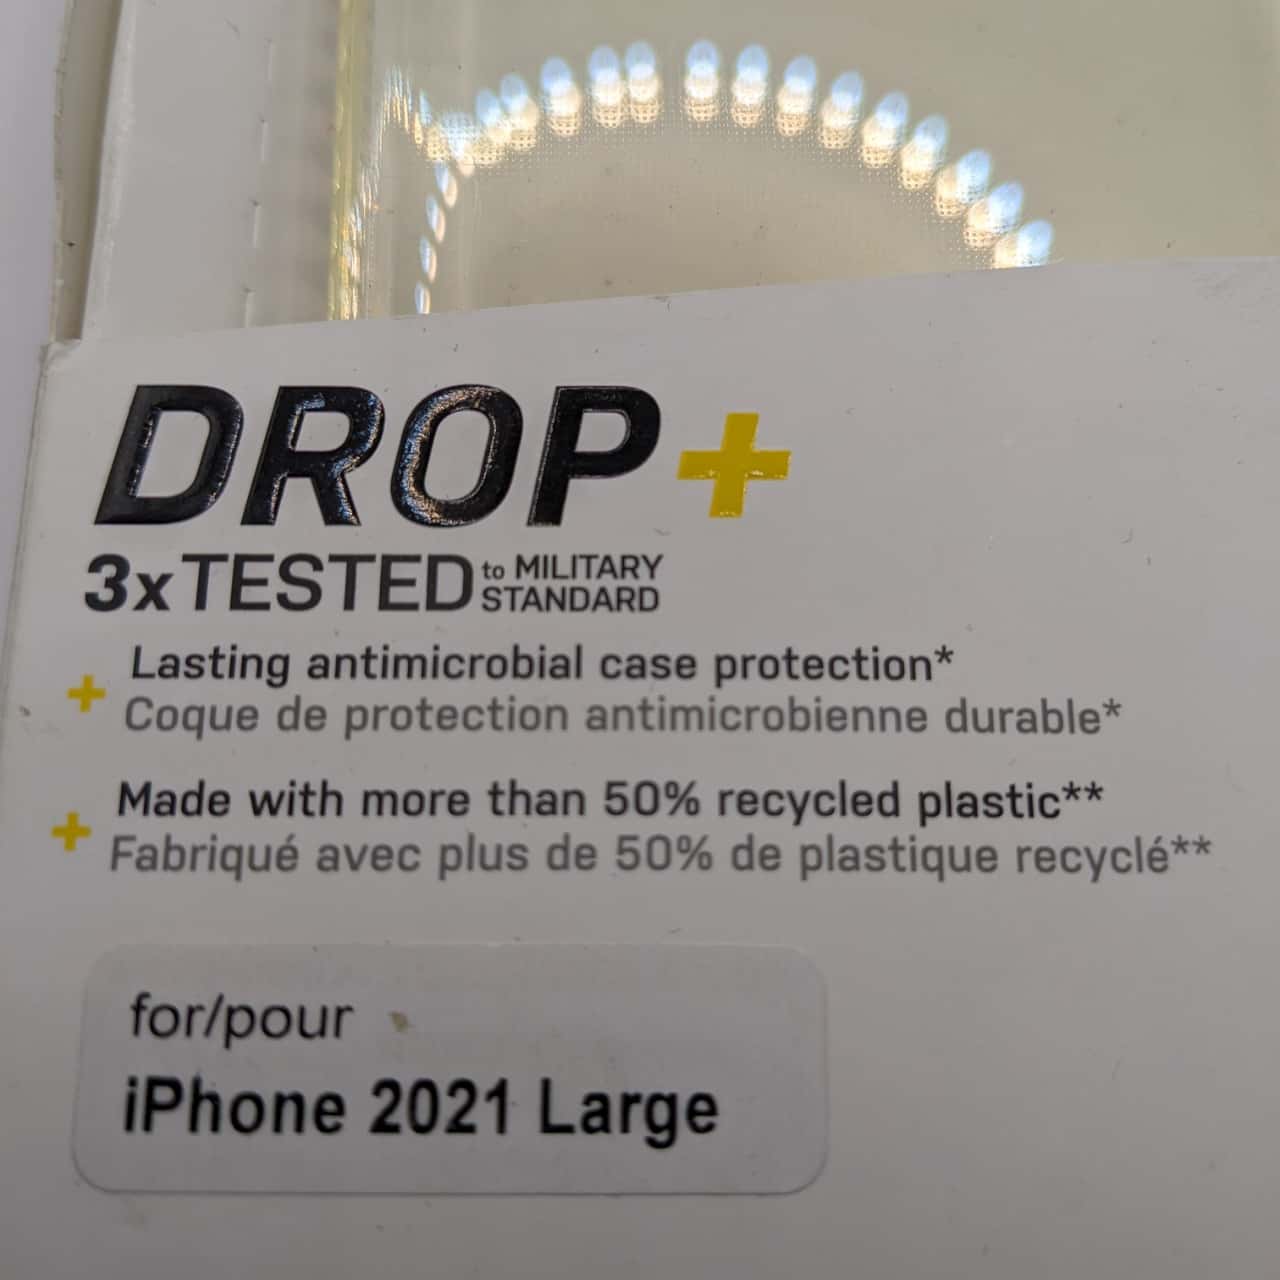 DROP+
3x TESTED to MILITARY STANDARD
Lasting antimicrobial case protection*
Coque de protection antimicrobienne durable*
Made with more than 50% recycled plastic**
Fabriqué avec plus de 50% de plastique recyclé**
for/pour
iPhone 2021 Large